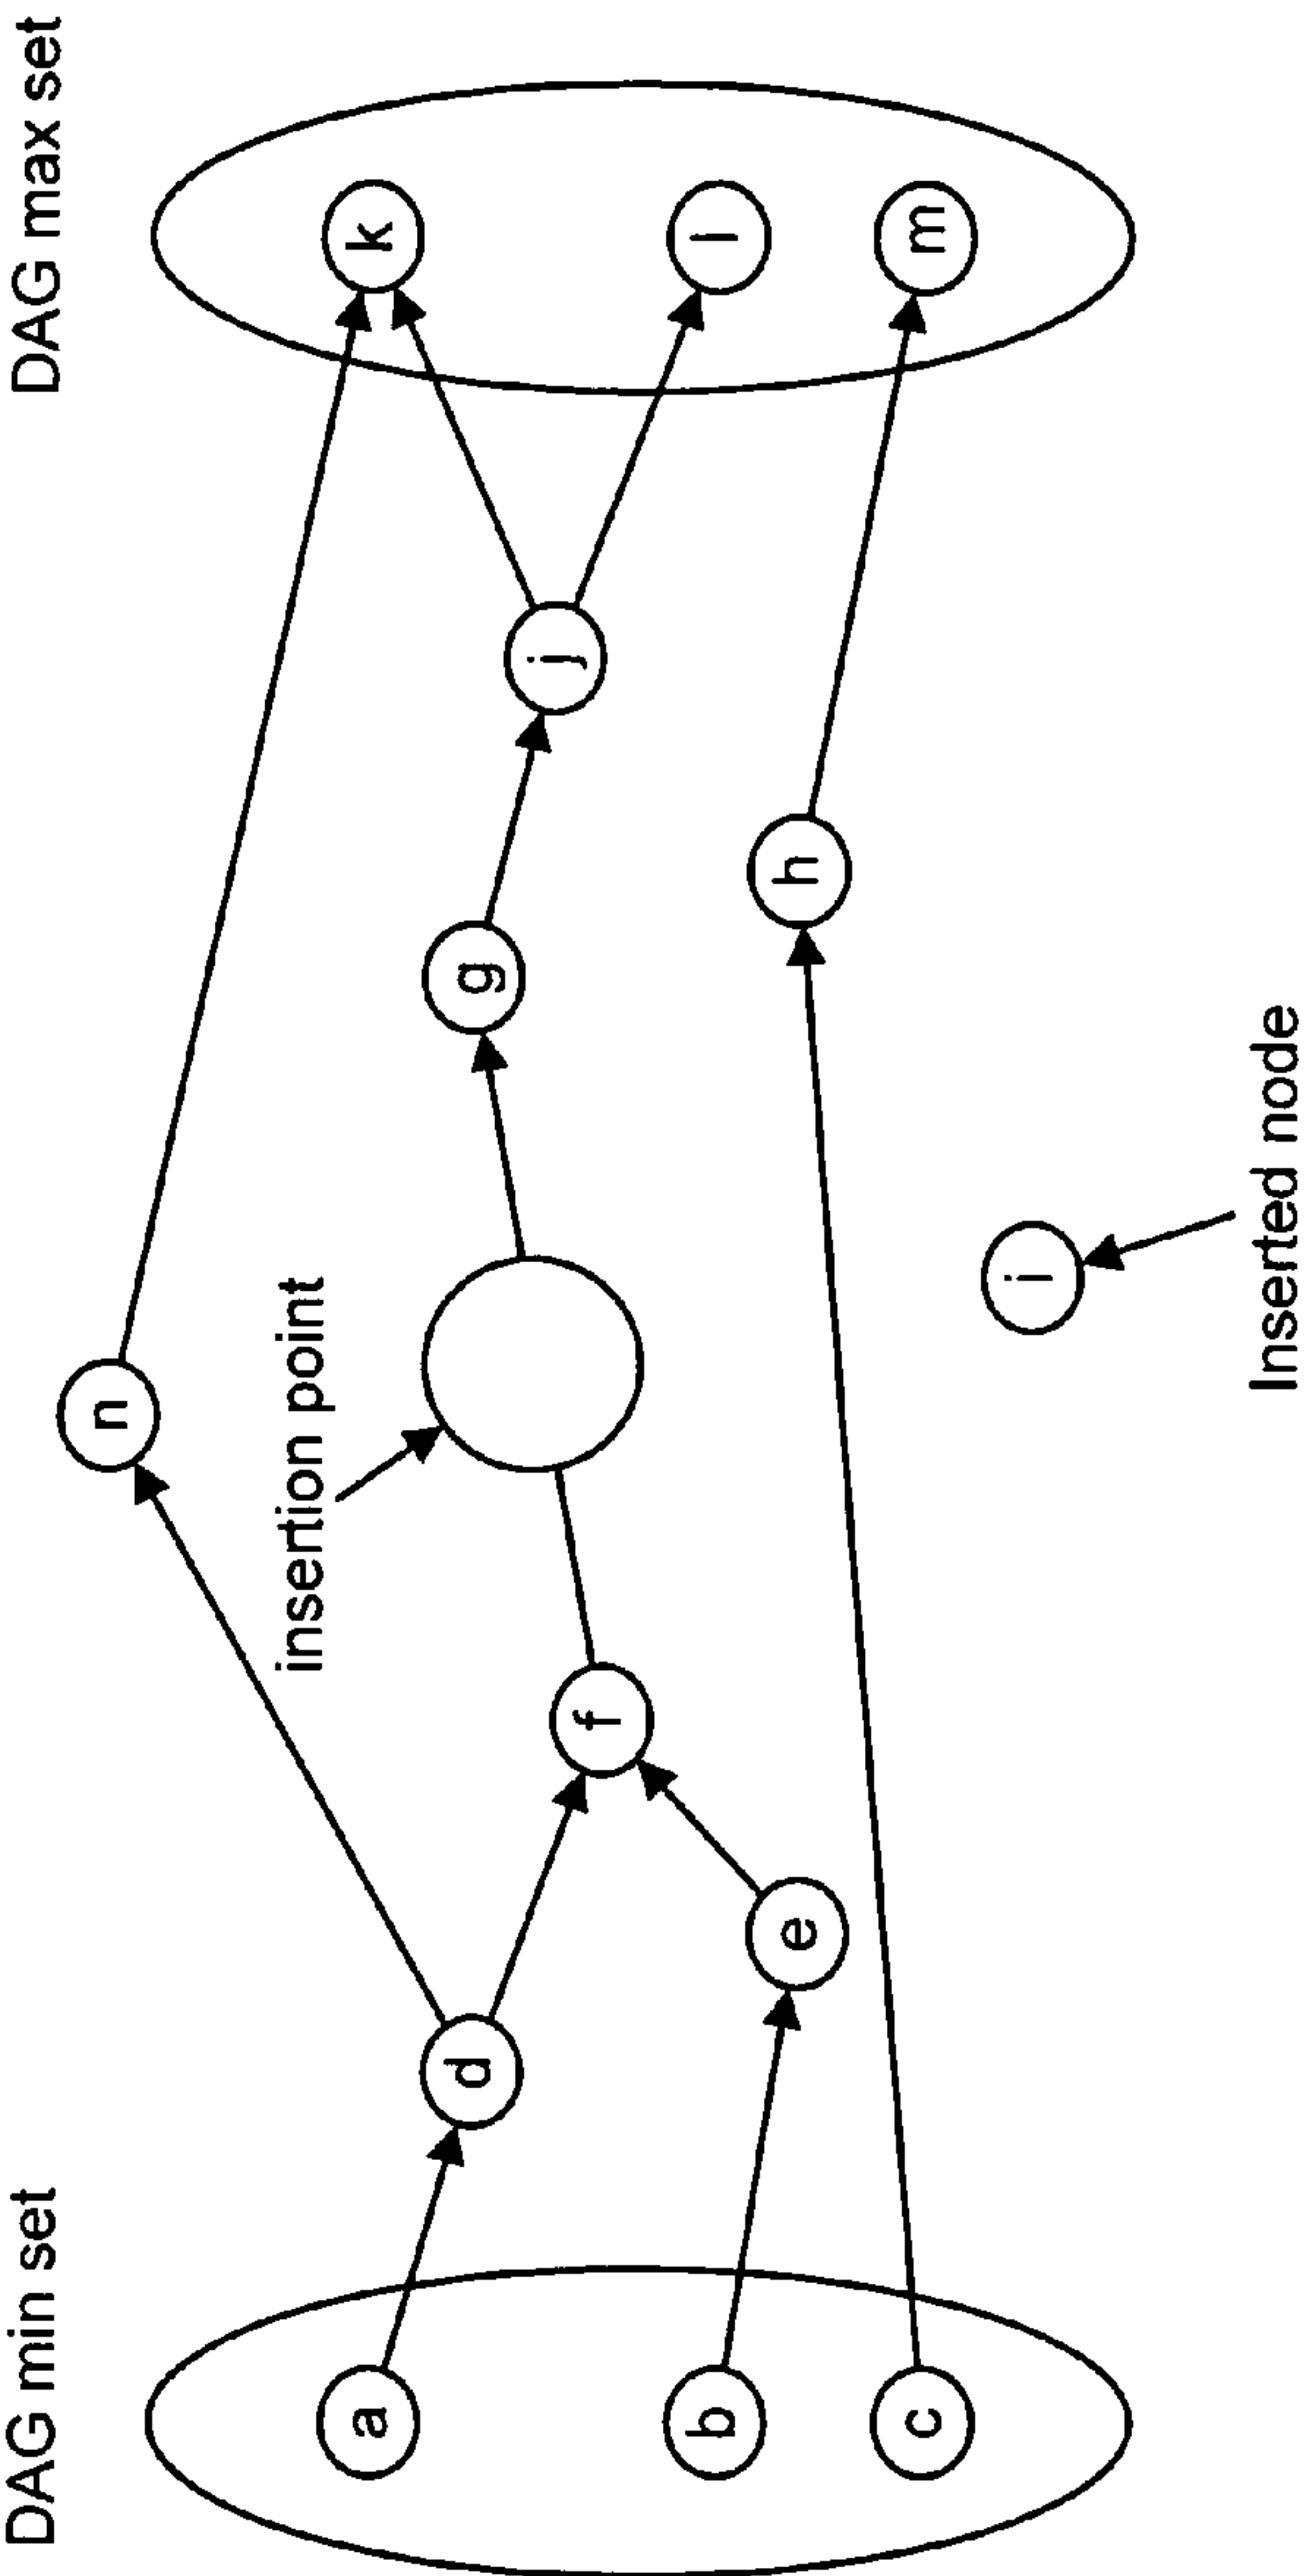 DAG min set
DAG max set
n
insertion point
a
d
g
k
f
j
b
e
h
l
c
m
i
Inserted node